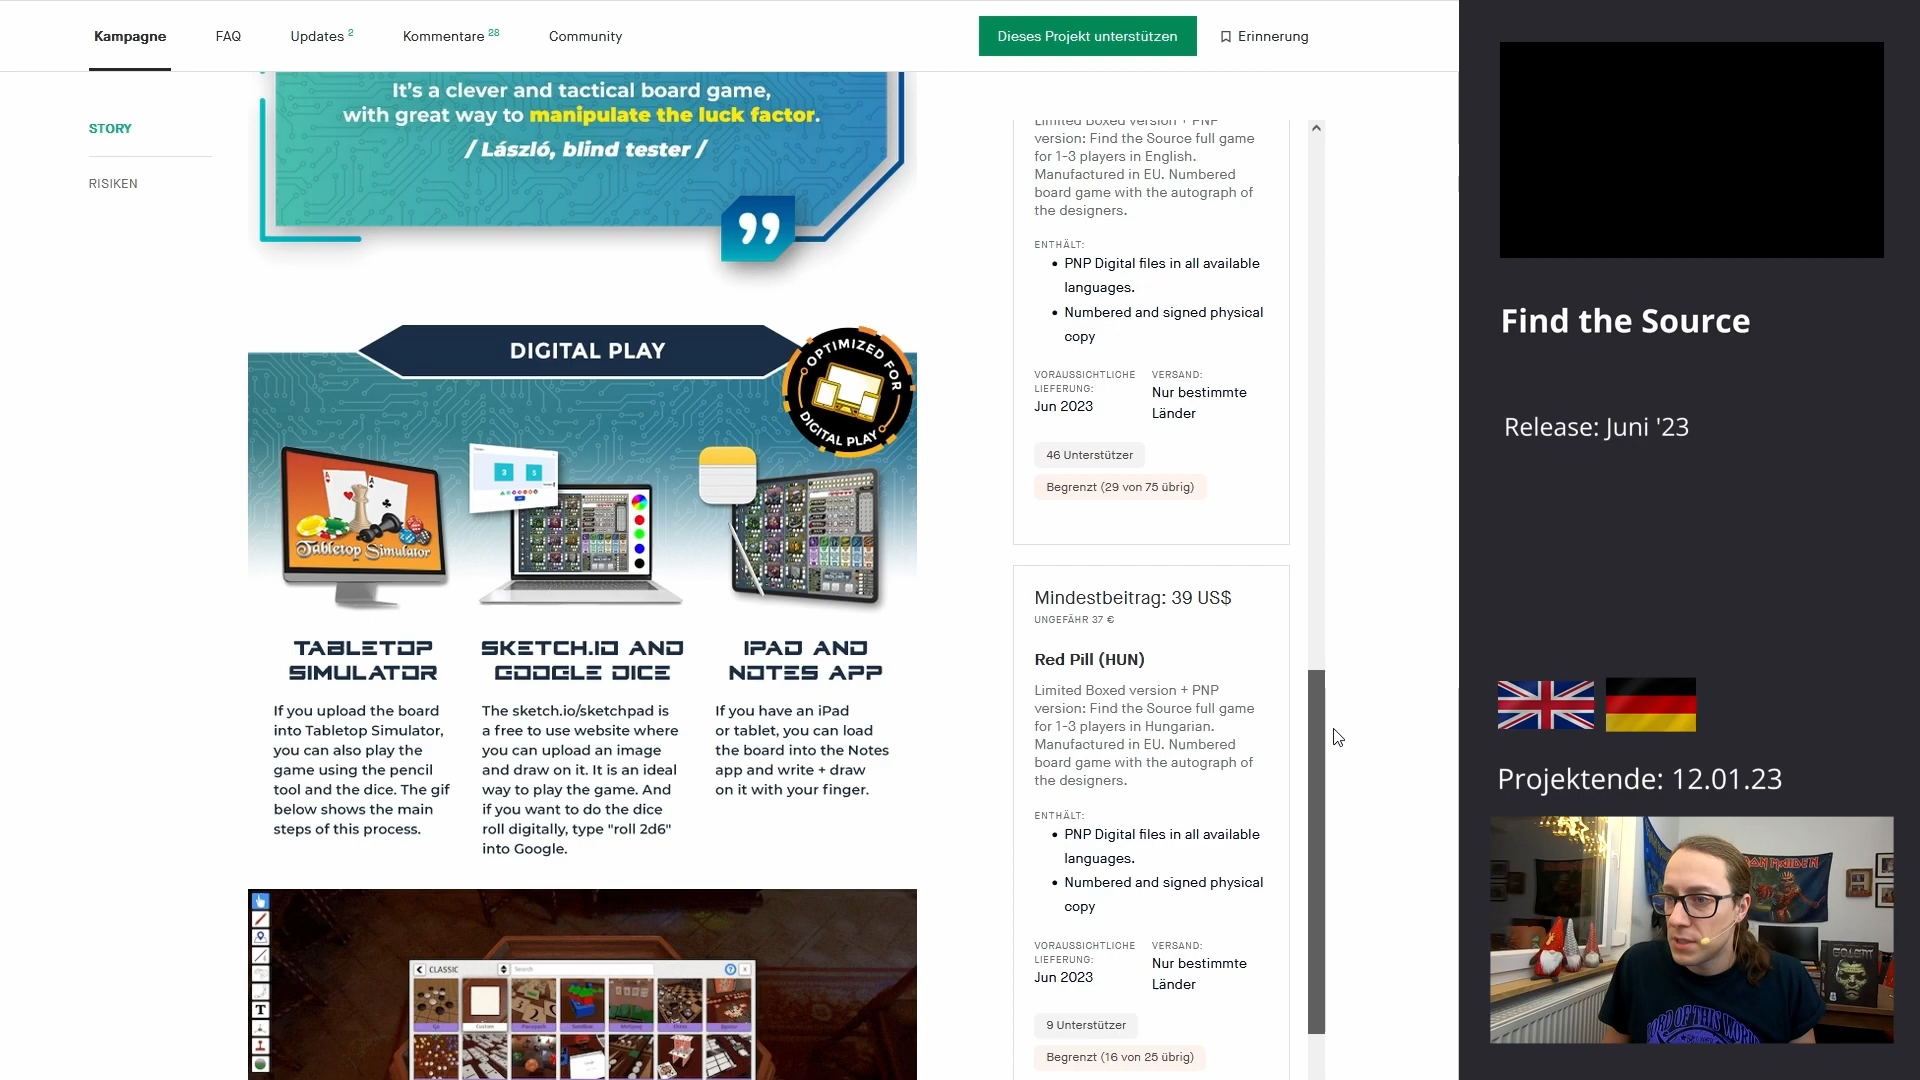 Kampagne
FAQ
Updates 2
Kommentare 28
Community
Dieses Projekt unterstützen
Erinnerung
STORY
RISIKEN
It's a clever and tactical board game,
with great way to manipulate the luck factor.
/ László, blind tester /
DIGITAL PLAY
OPTIMIZED FOR
DIGITAL PLAY
Tabletop
Simulator
TABLETOP
SIMULATOR
If you upload the board
into Tabletop Simulator,
you can also play the
game using the pencil
tool and the dice. The gif
below shows the main
steps of this process.
SKETCH.IO AND
GOOGLE DICE
The sketch.io/sketchpad is
a free to use website where
you can upload an image
and draw on it. It is an ideal
way to play the game. And
if you want to do the dice
roll digitally, type "roll 2d6"
into Google.
IPAD AND
NOTES APP
If you have an iPad
or tablet, you can load
the board into the Notes
app and write + draw
on it with your finger.
CLASSIC
Search
Limited Boxed version + PNP
version: Find the Source full game
for 1-3 players in English.
Manufactured in EU. Numbered
board game with the autograph of
the designers.
ENTHÄLT:
• PNP Digital files in all available
languages.
• Numbered and signed physical
copy
VORAUSSICHTLICHE
LIEFERUNG:
Jun 2023
VERSAND:
Nur bestimmte
Länder
46 Unterstützer
Begrenzt (29 von 75 übrig)
Mindestbeitrag: 39 US$
UNGEFÄHR 37 €
Red Pill (HUN)
Limited Boxed version + PNP
version: Find the Source full game
for 1-3 players in Hungarian.
Manufactured in EU. Numbered
board game with the autograph of
the designers.
ENTHÄLT:
• PNP Digital files in all available
languages.
• Numbered and signed physical
copy
VORAUSSICHTLICHE
LIEFERUNG:
Jun 2023
VERSAND:
Nur bestimmte
Länder
9 Unterstützer
Begrenzt (16 von 25 übrig)
Find the Source
Release: Juni '23
Projektende: 12.01.23
IRON MAIDEN
GOLEM